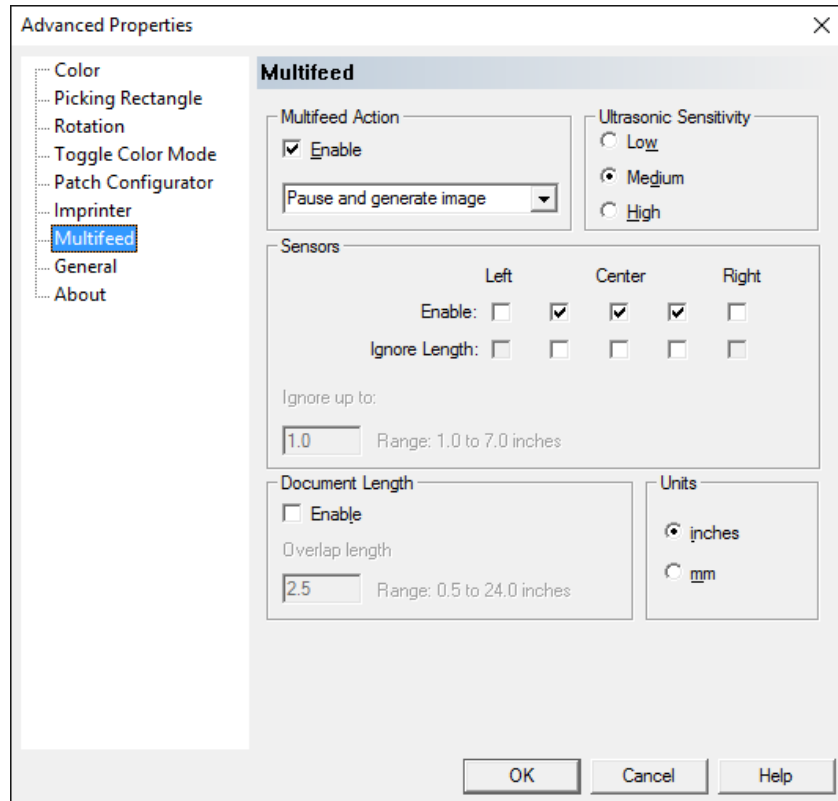 Advanced Properties
Color
Picking Rectangle
Rotation
Toggle Color Mode
Patch Configurator
Imprinter
Multifeed
General
About
Multifeed
Multifeed Action
Enable
Pause and generate image
Ultrasonic Sensitivity
Low
Medium
High
Sensors
Left Center Right
Enable:
Ignore Length:
Ignore up to:
1.0 Range: 1.0 to 7.0 inches
Document Length
Enable
Overlap length
2.5 Range: 0.5 to 24.0 inches
Units
inches
mm
OK Cancel Help